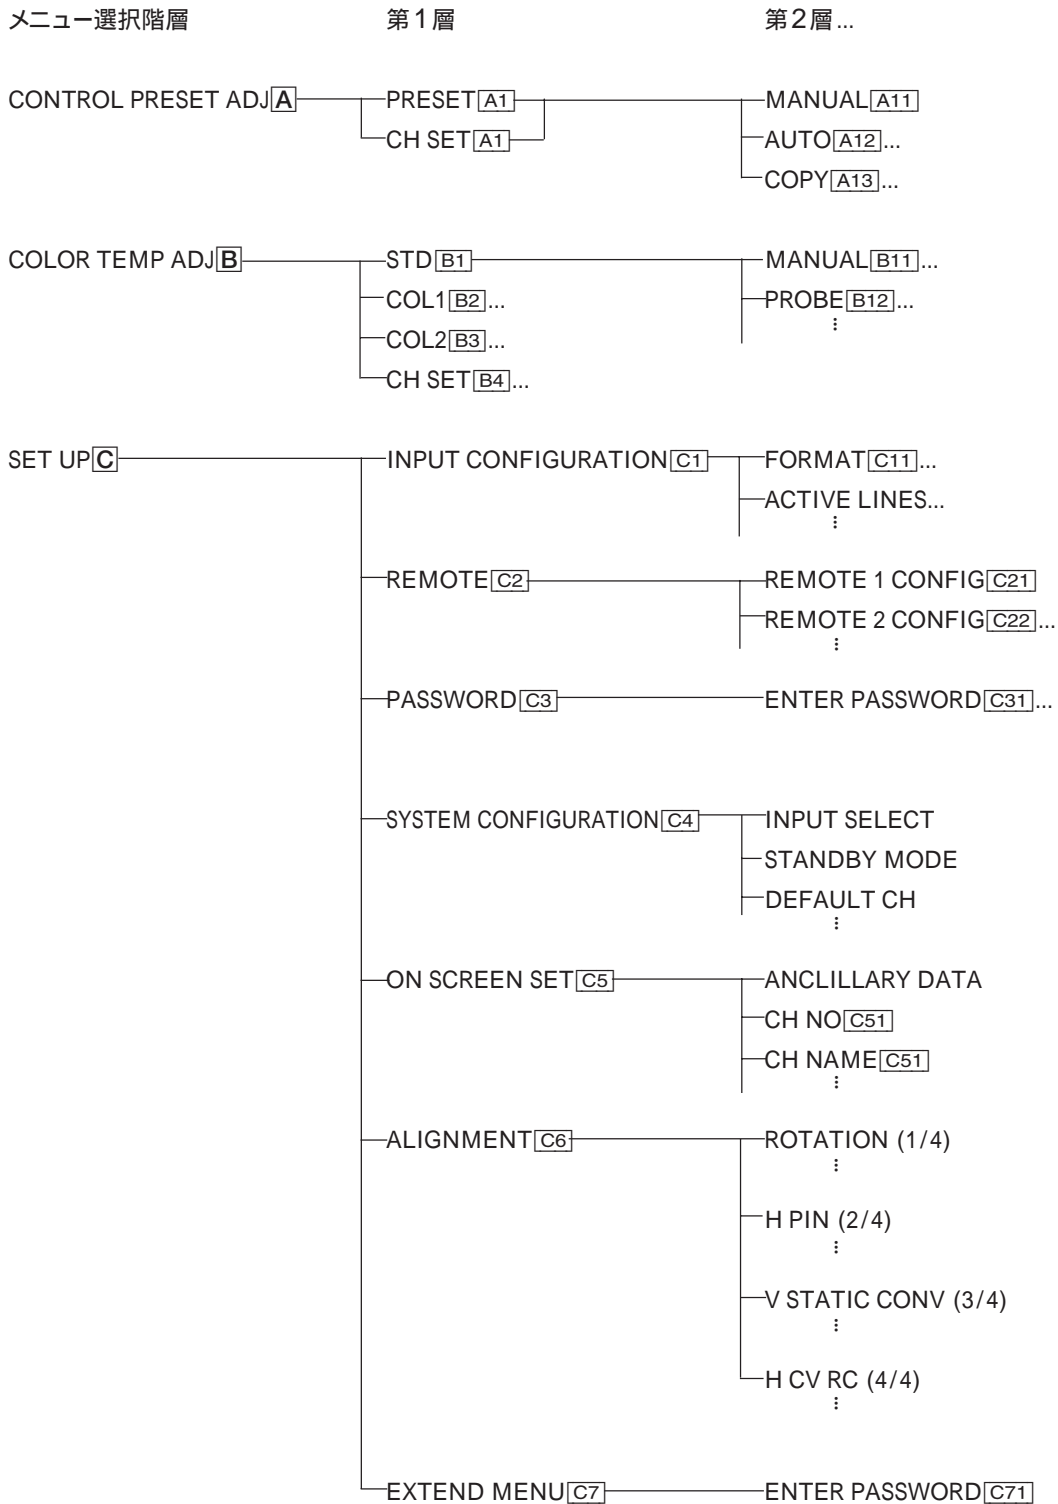 メニュー選択階層 第1層 第2層...
CONTROL PRESET ADJ A PRESET A1 MANUAL A11
CH SET A1 AUTO A12 ...
COPY A13 ...
COLOR TEMP ADJ B STD B1 MANUAL B11 ...
COL1 B2 ... PROBE B12 ...
COL2 B3 ...
CH SET B4 ...
SET UP C INPUT CONFIGURATION C1 FORMAT C11 ...
ACTIVE LINES...
REMOTE C2 REMOTE 1 CONFIG C21
REMOTE 2 CONFIG C22 ...
PASSWORD C3 ENTER PASSWORD C31 ...
SYSTEM CONFIGURATION C4 INPUT SELECT
STANDBY MODE
DEFAULT CH
ON SCREEN SET C5 ANCLILLARY DATA
CH NO C51
CH NAME C51
ALIGNMENT C6 ROTATION (1/4)
H PIN (2/4)
V STATIC CONV (3/4)
H CV RC (4/4)
EXTEND MENU C7 ENTER PASSWORD C71